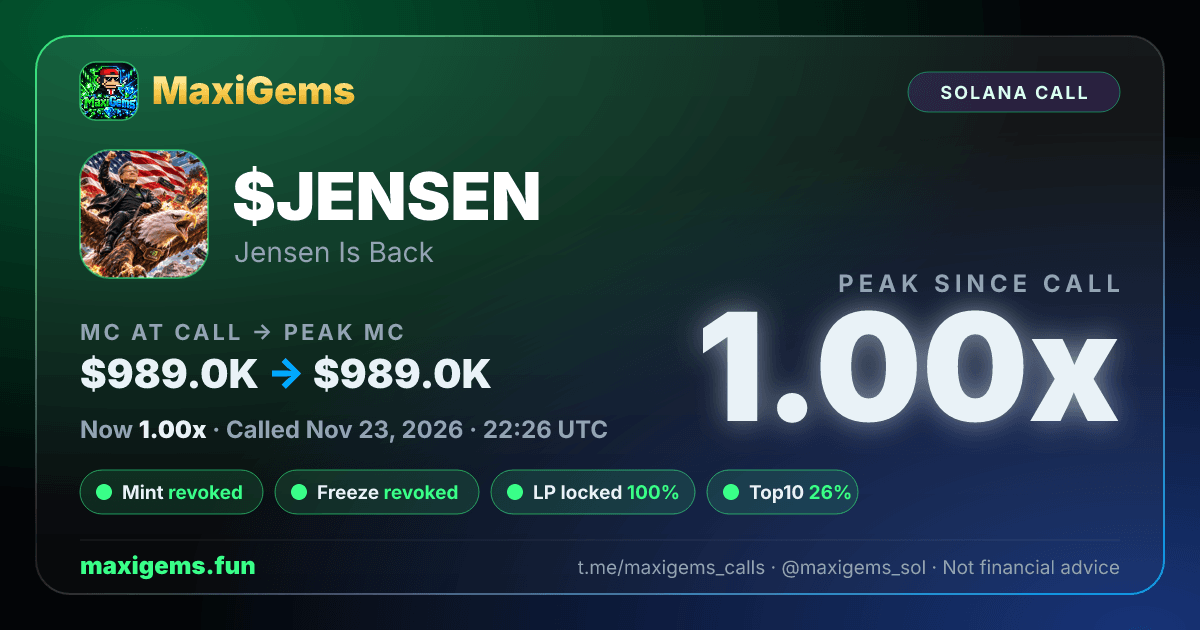 MaxiGems
MaxiGems
SOLANA CALL
$JENSEN
Jensen Is Back
PEAK SINCE CALL
1.00x
MC AT CALL → PEAK MC
$989.0K → $989.0K
Now 1.00x · Called Nov 23, 2026 · 22:26 UTC
Mint revoked
Freeze revoked
LP locked 100%
Top10 26%
maxigems.fun
t.me/maxigems_calls · @maxigems_sol · Not financial advice